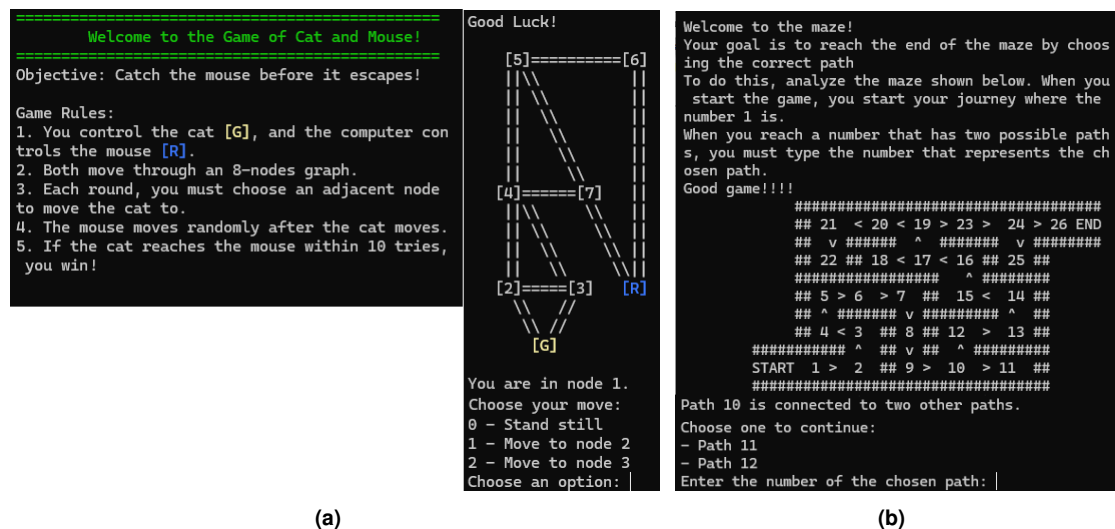 =========================================
Welcome to the Game of Cat and Mouse!
=========================================
Objective: Catch the mouse before it escapes!
Game Rules:
1. You control the cat [G], and the computer con
trols the mouse [R].
2. Both move through an 8-nodes graph.
3. Each round, you must choose an adjacent node
to move the cat to.
4. The mouse moves randomly after the cat moves.
5. If the cat reaches the mouse within 10 tries,
you win!
Good Luck!
[5]==========[6]
||\\ ||
|| \\ ||
|| \\ ||
|| \\ ||
|| \\ ||
[4]======[7] ||
||\\ \\ ||
|| \\ \\ ||
|| \\ \\ ||
|| \\ \\||
[2]=====[3] [R]
\\ //
\\ //
[G]
You are in node 1.
Choose your move:
0 - Stand still
1 - Move to node 2
2 - Move to node 3
Choose an option:
(a)
Welcome to the maze!
Your goal is to reach the end of the maze by choos
ing the correct path
To do this, analyze the maze shown below. When you
start the game, you start your journey where the
number 1 is.
When you reach a number that has two possible path
s, you must type the number that represents the ch
osen path.
Good game!!!!
####################################
## 21 < 20 < 19 > 23 > 24 > 26 END
## v ###### ^ ####### v ########
## 22 ## 18 < 17 < 16 ## 25 ##
################# ^ ########
## 5 > 6 > 7 ## 15 < 14 ##
## ^ ####### v ######### ^ ##
## 4 < 3 ## 8 ## 12 > 13 ##
########### ^ ## v ## ^ #########
START 1 > 2 ## 9 > 10 > 11 ##
###################################
Path 10 is connected to two other paths.
Choose one to continue:
- Path 11
- Path 12
Enter the number of the chosen path:
(b)